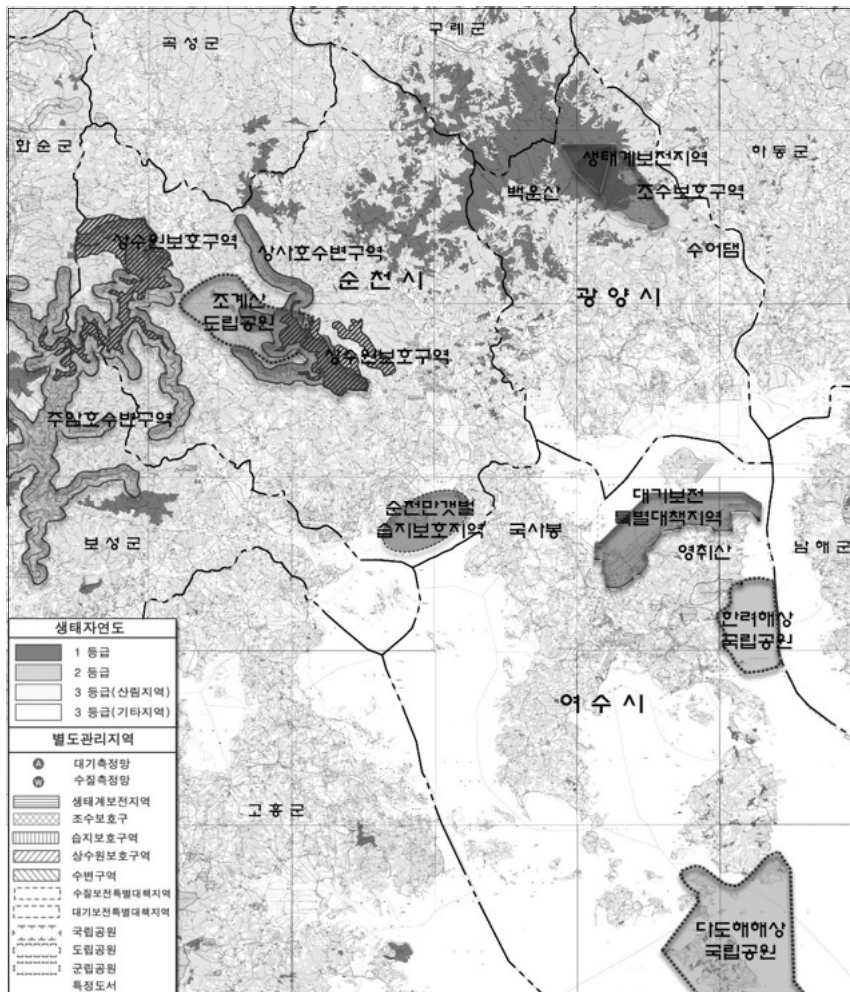 구례군
곡성군
화순군
하동군
생태계보전지역
백운산
조수보호구역
상수원보호구역
상사호수변구역
수어댐
순천시
광양시
조계산
도립공원
상수원보호구역
주암호수변구역
순천만갯벌
습지보호지역
국사봉
대기보전
특별대책지역
영취산
보성군
남해군
한려해상
국립공원
여수시
고흥군
다도해해상
국립공원
생태자연도
1 등급
2 등급
3 등급(산림지역)
3 등급(기타지역)
별도관리지역
A 대기측정망
W 수질측정망
생태계보전지역
조수보호구
습지보호구역
상수원보호구역
수변구역
수질보전특별대책지역
대기보전특별대책지역
국립공원
도립공원
군립공원
특정도서